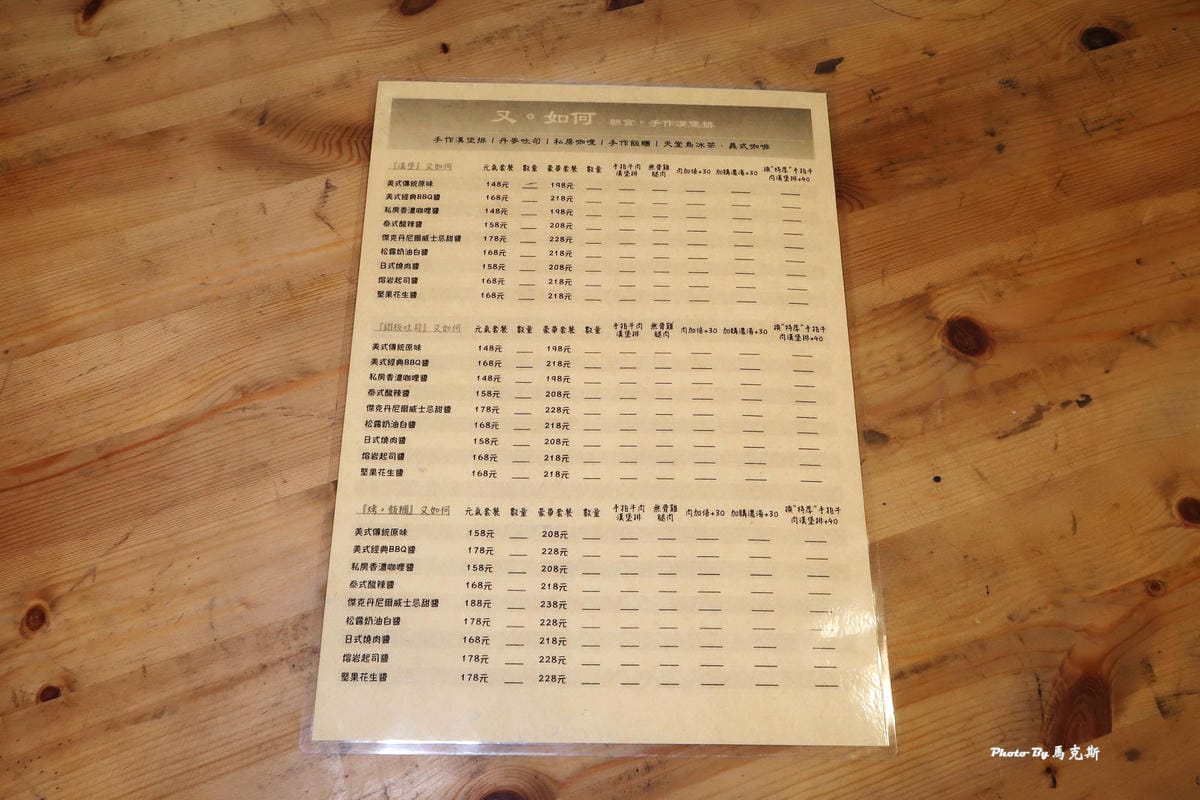 又。如何 朝食。手作漢堡排
手作漢堡排 | 丹麥吐司 | 私房咖哩 | 手作飯糰 | 天堂鳥冰茶、義式咖啡
『漢堡』又如何 元氣套餐 數量 豪華套餐 數量 手拍牛肉漢堡排 無骨雞腿肉 肉加倍+30 加購濃湯+30 換"特厚"手拍牛肉漢堡排+40
美式傳統原味 148元 198元
美式經典BBQ醬 168元 218元
私房香濃咖哩醬 148元 198元
泰式酸辣醬 158元 208元
傑克丹尼爾威士忌甜醬 178元 228元
松露奶油白醬 168元 218元
日式燒肉醬 158元 208元
熔岩起司醬 168元 218元
堅果花生醬 168元 218元
『鐵板吐司』又如何 元氣套餐 數量 豪華套餐 數量 手拍牛肉漢堡排 無骨雞腿肉 肉加倍+30 加購濃湯+30 換"特厚"手拍牛肉漢堡排+40
美式傳統原味 148元 198元
美式經典BBQ醬 168元 218元
私房香濃咖哩醬 148元 198元
泰式酸辣醬 158元 208元
傑克丹尼爾威士忌甜醬 178元 228元
松露奶油白醬 168元 218元
日式燒肉醬 158元 208元
熔岩起司醬 168元 218元
堅果花生醬 168元 218元
『烤。飯糰』又如何 元氣套餐 數量 豪華套餐 數量 手拍牛肉漢堡排 無骨雞腿肉 肉加倍+30 加購濃湯+30 換"特厚"手拍牛肉漢堡排+40
美式傳統原味 158元 208元
美式經典BBQ醬 178元 228元
私房香濃咖哩醬 158元 208元
泰式酸辣醬 168元 218元
傑克丹尼爾威士忌甜醬 188元 238元
松露奶油白醬 178元 228元
日式燒肉醬 168元 218元
熔岩起司醬 178元 228元
堅果花生醬 178元 228元
Photo By 馬克斯